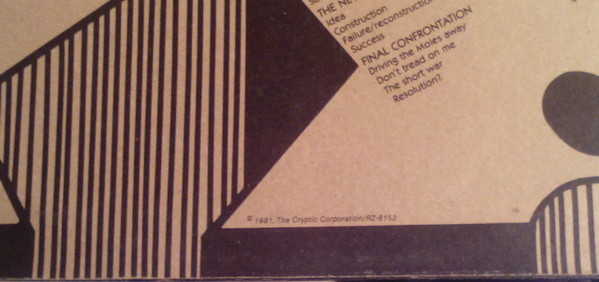 THE NE
Idea
Construction
Failure/reconstruction
Success
FINAL CONFRONTATION
Driving the Moles away
Don't tread on me
The short war
Resolution?
© 1981, The Cryptic Corporation/RZ-8152